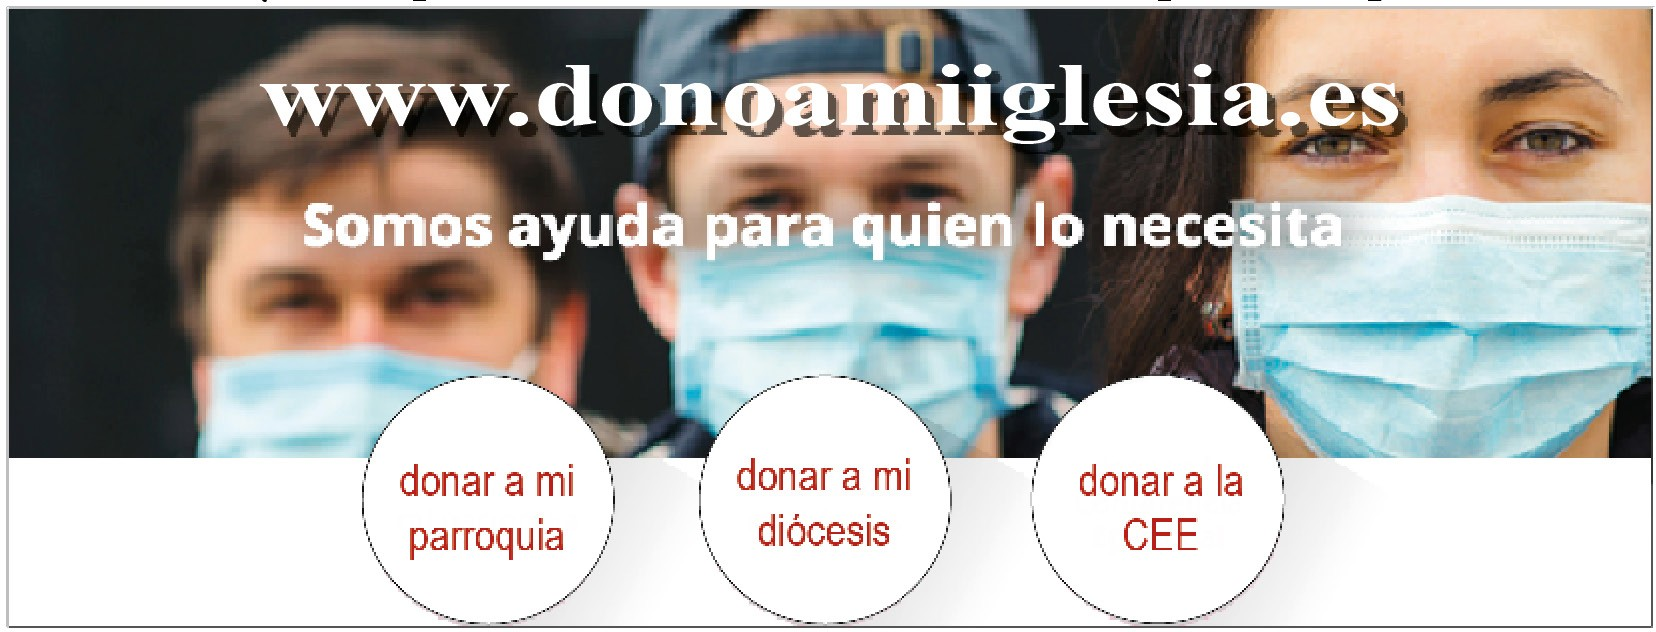 www.donoamiiglesia.es
Somos ayuda para quien lo necesita
donar a mi
parroquia
donar a mi
diócesis
donar a la
CEE